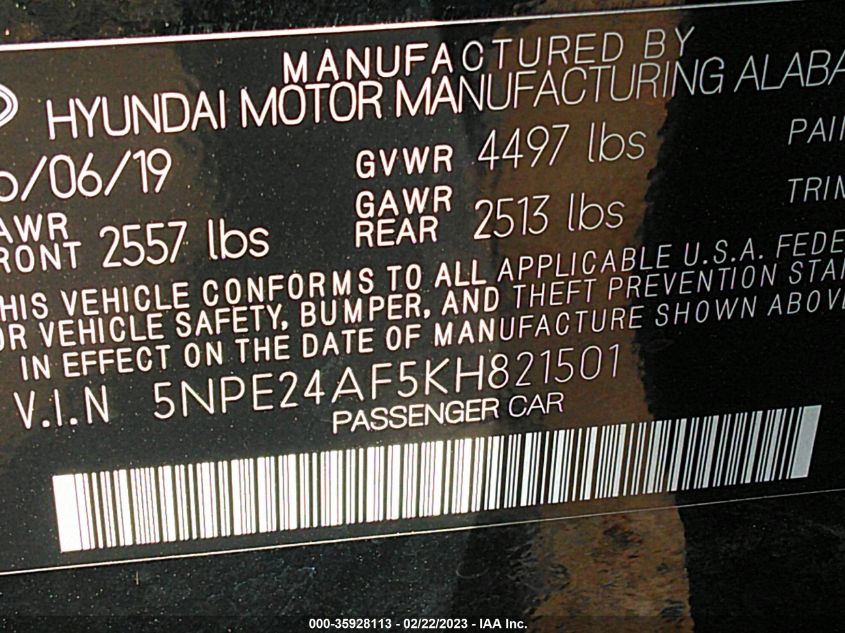 MANUFACTURED BY
HYUNDAI MOTOR MANUFACTURING ALABA
/06/19 GVWR 4497 lbs PAI
AWR FRONT 2557 lbs GAWR REAR 2513 lbs TRIM
HIS VEHICLE CONFORMS TO ALL APPLICABLE U.S.A. FEDE
OR VEHICLE SAFETY, BUMPER, AND THEFT PREVENTION STA
IN EFFECT ON THE DATE OF MANUFACTURE SHOWN ABOVE
V.I.N 5NPE24AF5KH821501
PASSENGER CAR
000-35928113 - 02/22/2023 - IAA Inc.